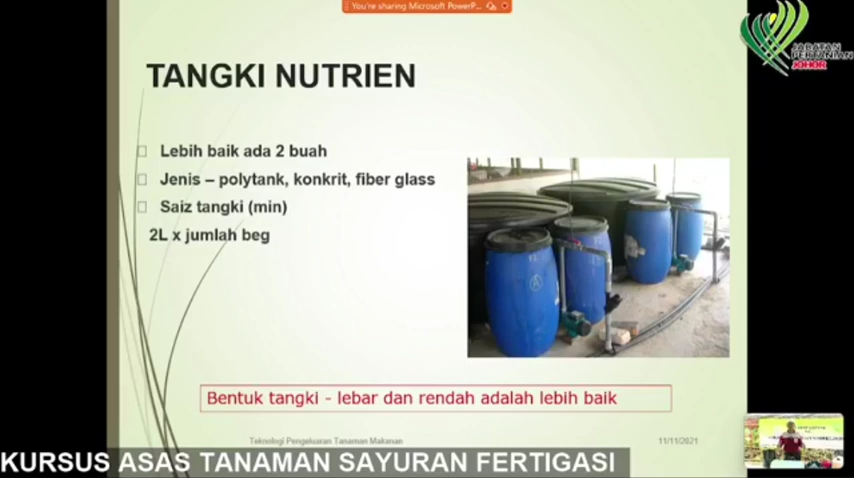 You're sharing Microsoft PowerP...
JABATAN
PERTANIAN
JOHOR
TANGKI NUTRIEN
Lebih baik ada 2 buah
Jenis – polytank, konkrit, fiber glass
Saiz tangki (min)
2L x jumlah beg
A
Bentuk tangki - lebar dan rendah adalah lebih baik
Teknologi Pengeluaran Tanaman Makanan
11/11/2021
KURSUS ASAS TANAMAN SAYURAN FERTIGASI